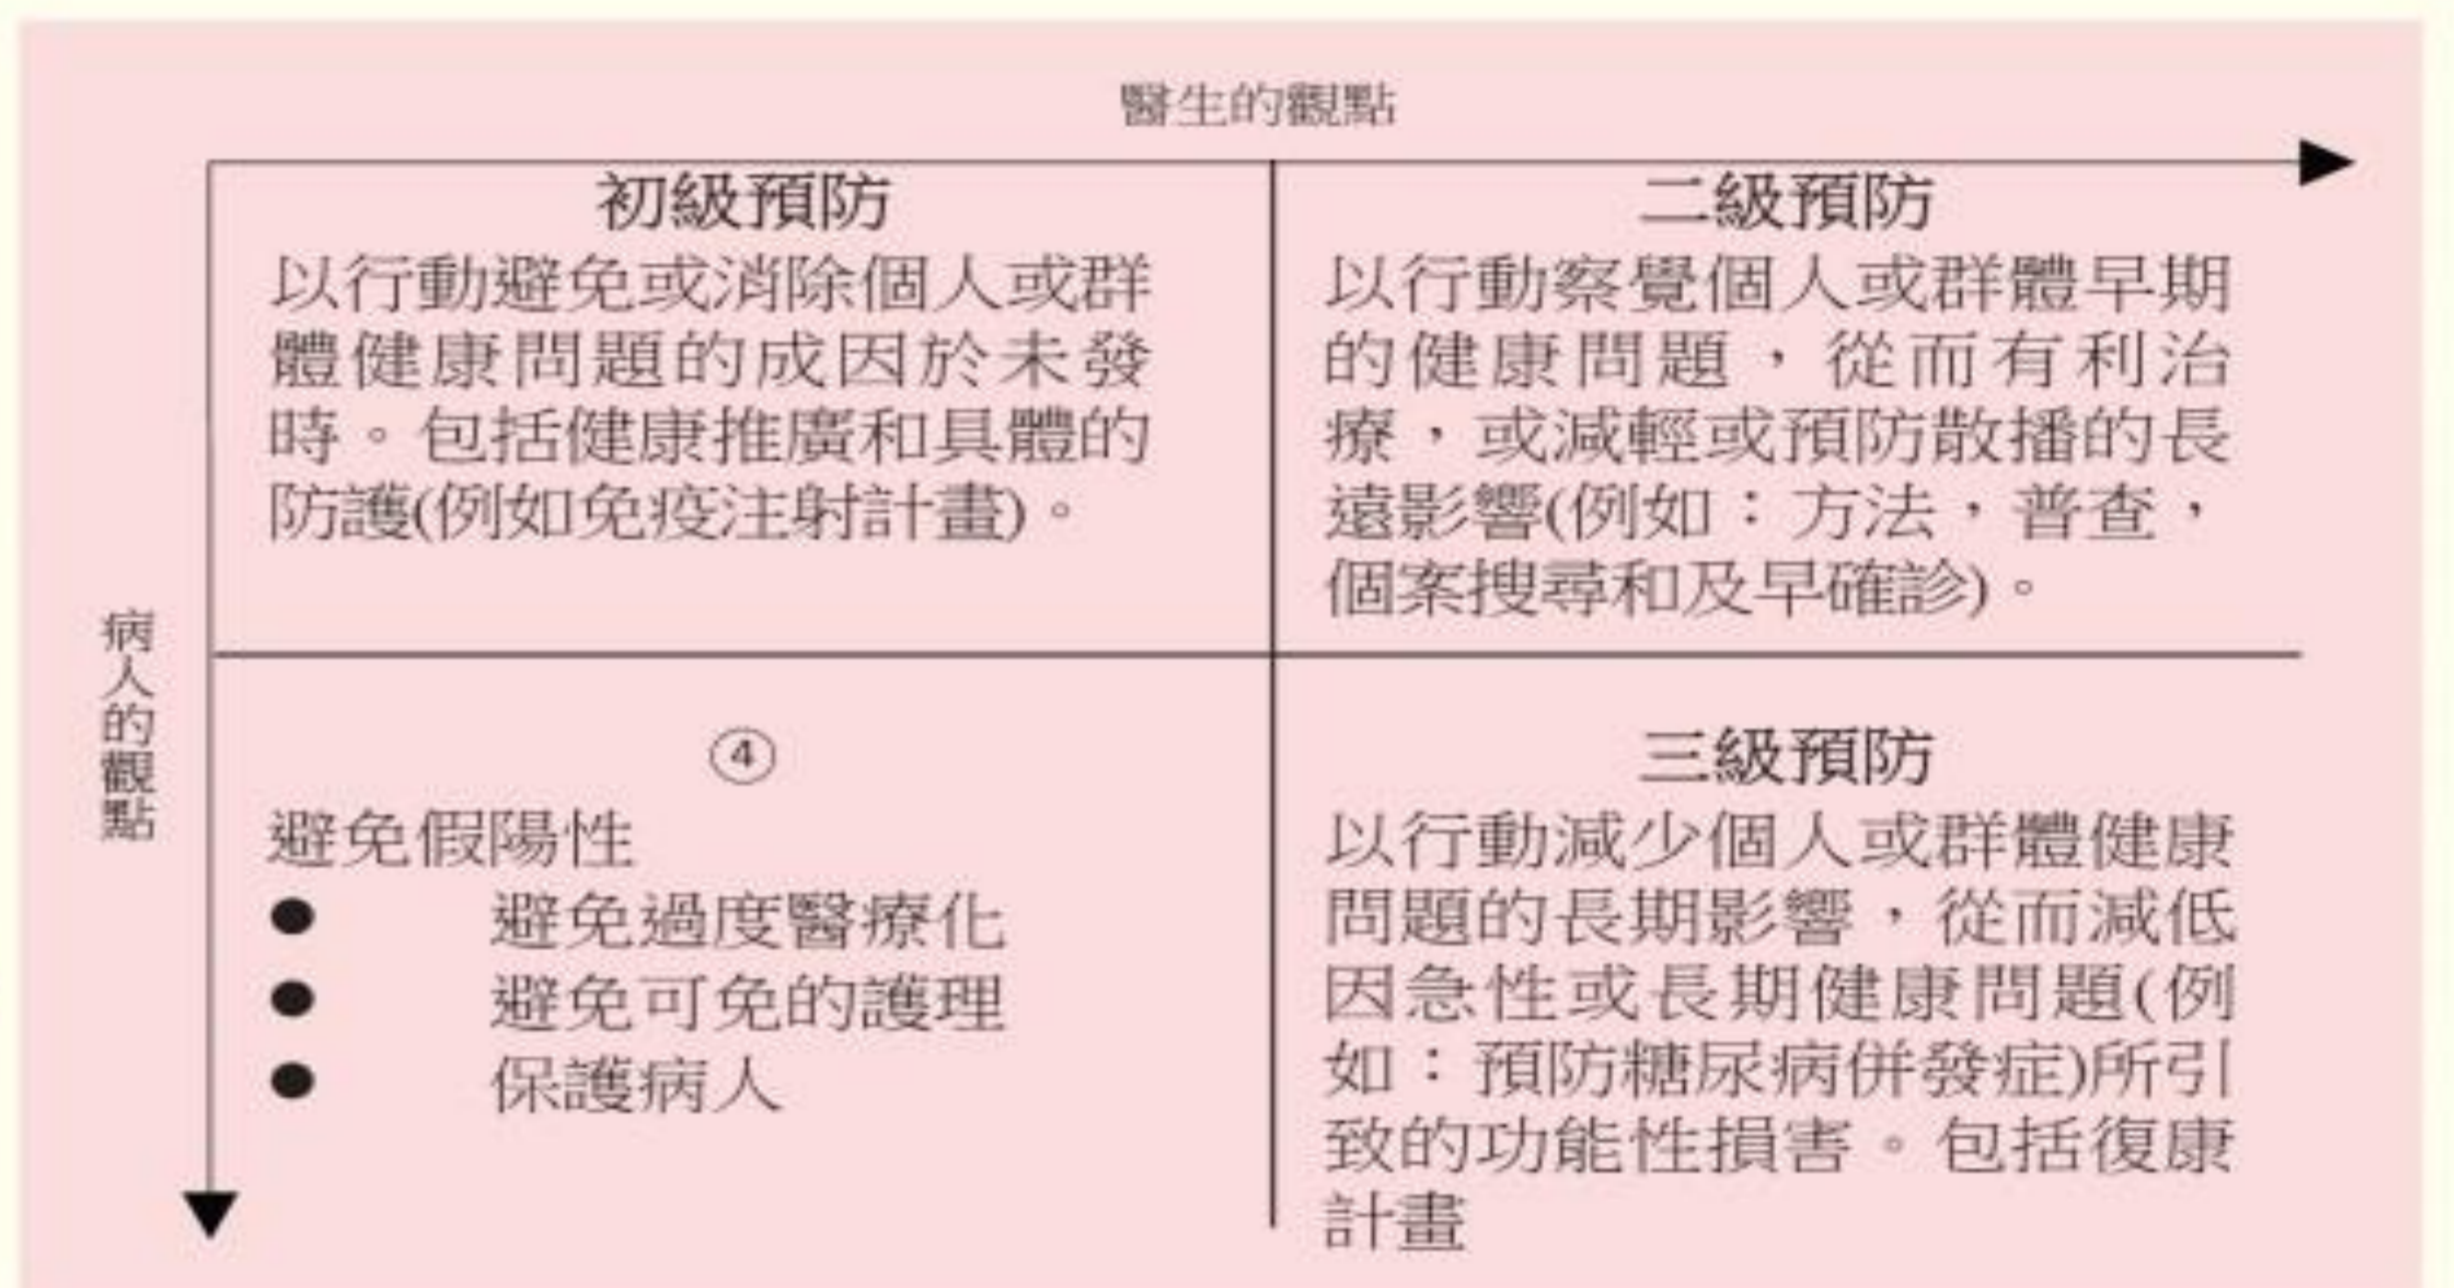 醫生的觀點
初級預防
以行動避免或消除個人或群
體健康問題的成因於未發
時。包括健康推廣和具體的
防護(例如免疫注射計畫)。
二級預防
以行動察覺個人或群體早期
的健康問題,從而有利治
療,或減輕或預防散播的長
遠影響(例如:方法,普查,
個案搜尋和及早確診)。
病人的觀點
④
避免假陽性
● 避免過度醫療化
● 避免可免的護理
● 保護病人
三級預防
以行動減少個人或群體健康
問題的長期影響,從而減低
因急性或長期健康問題(例
如:預防糖尿病併發症)所引
致的功能性損害。包括復康
計畫